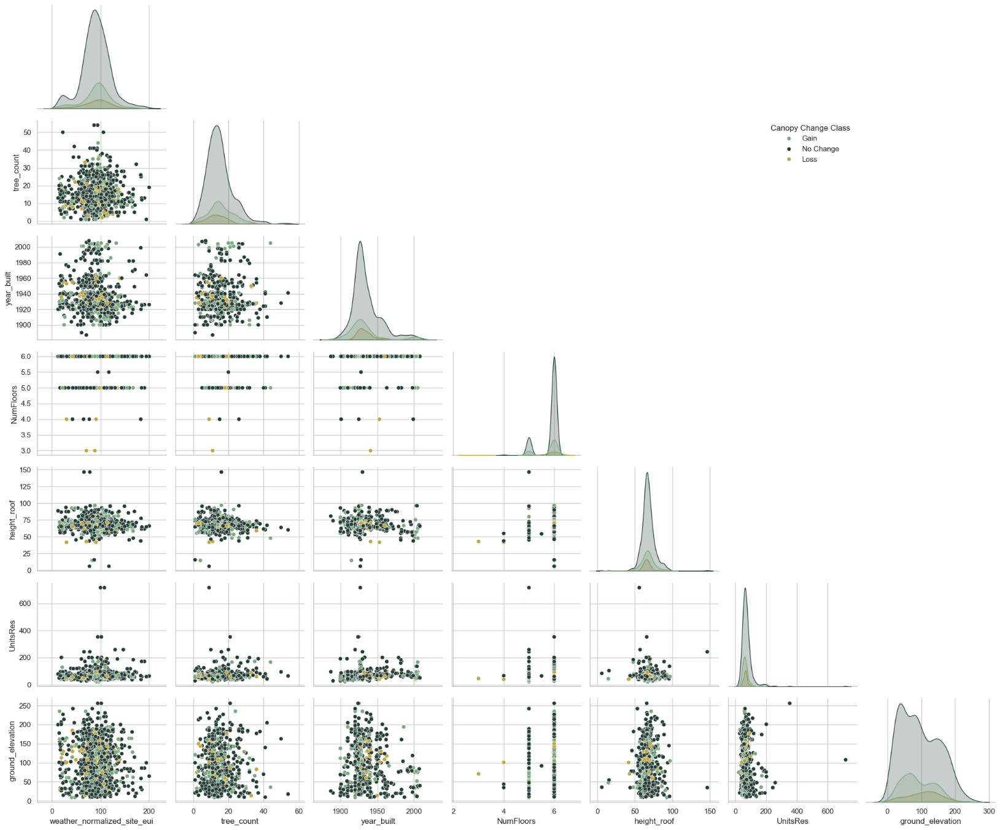 50
40
30
20
10
0
tree_count
Canopy Change Class
Gain
No Change
Loss
2000
1980
1960
1940
1920
1900
year_built
6.0
5.5
5.0
4.5
4.0
3.5
3.0
NumFloors
150
125
100
75
50
25
0
height_roof
600
400
200
0
UnitsRes
250
200
150
100
50
0
ground_elevation
0 100 200
0 20 40 60
1900 1950 2000
2 4 6
0 50 100 150
0 200 400 600
0 100 200 300
weather_normalized_site_eui
tree_count
year_built
NumFloors
height_roof
UnitsRes
ground_elevation